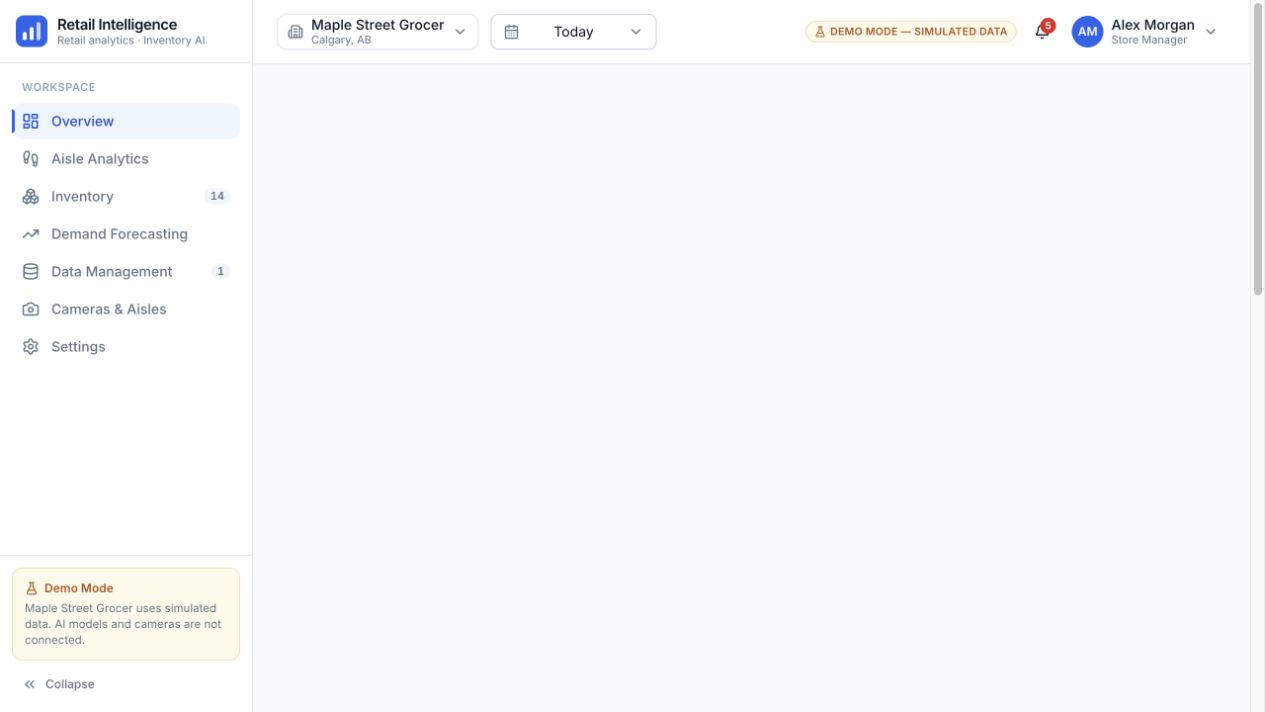 Retail Intelligence
Retail analytics · Inventory AI
Maple Street Grocer
Calgary, AB
Today
DEMO MODE — SIMULATED DATA
5
AM
Alex Morgan
Store Manager
WORKSPACE
Overview
Aisle Analytics
Inventory 14
Demand Forecasting
Data Management 1
Cameras & Aisles
Settings
Demo Mode
Maple Street Grocer uses simulated
data. AI models and cameras are not
connected.
Collapse